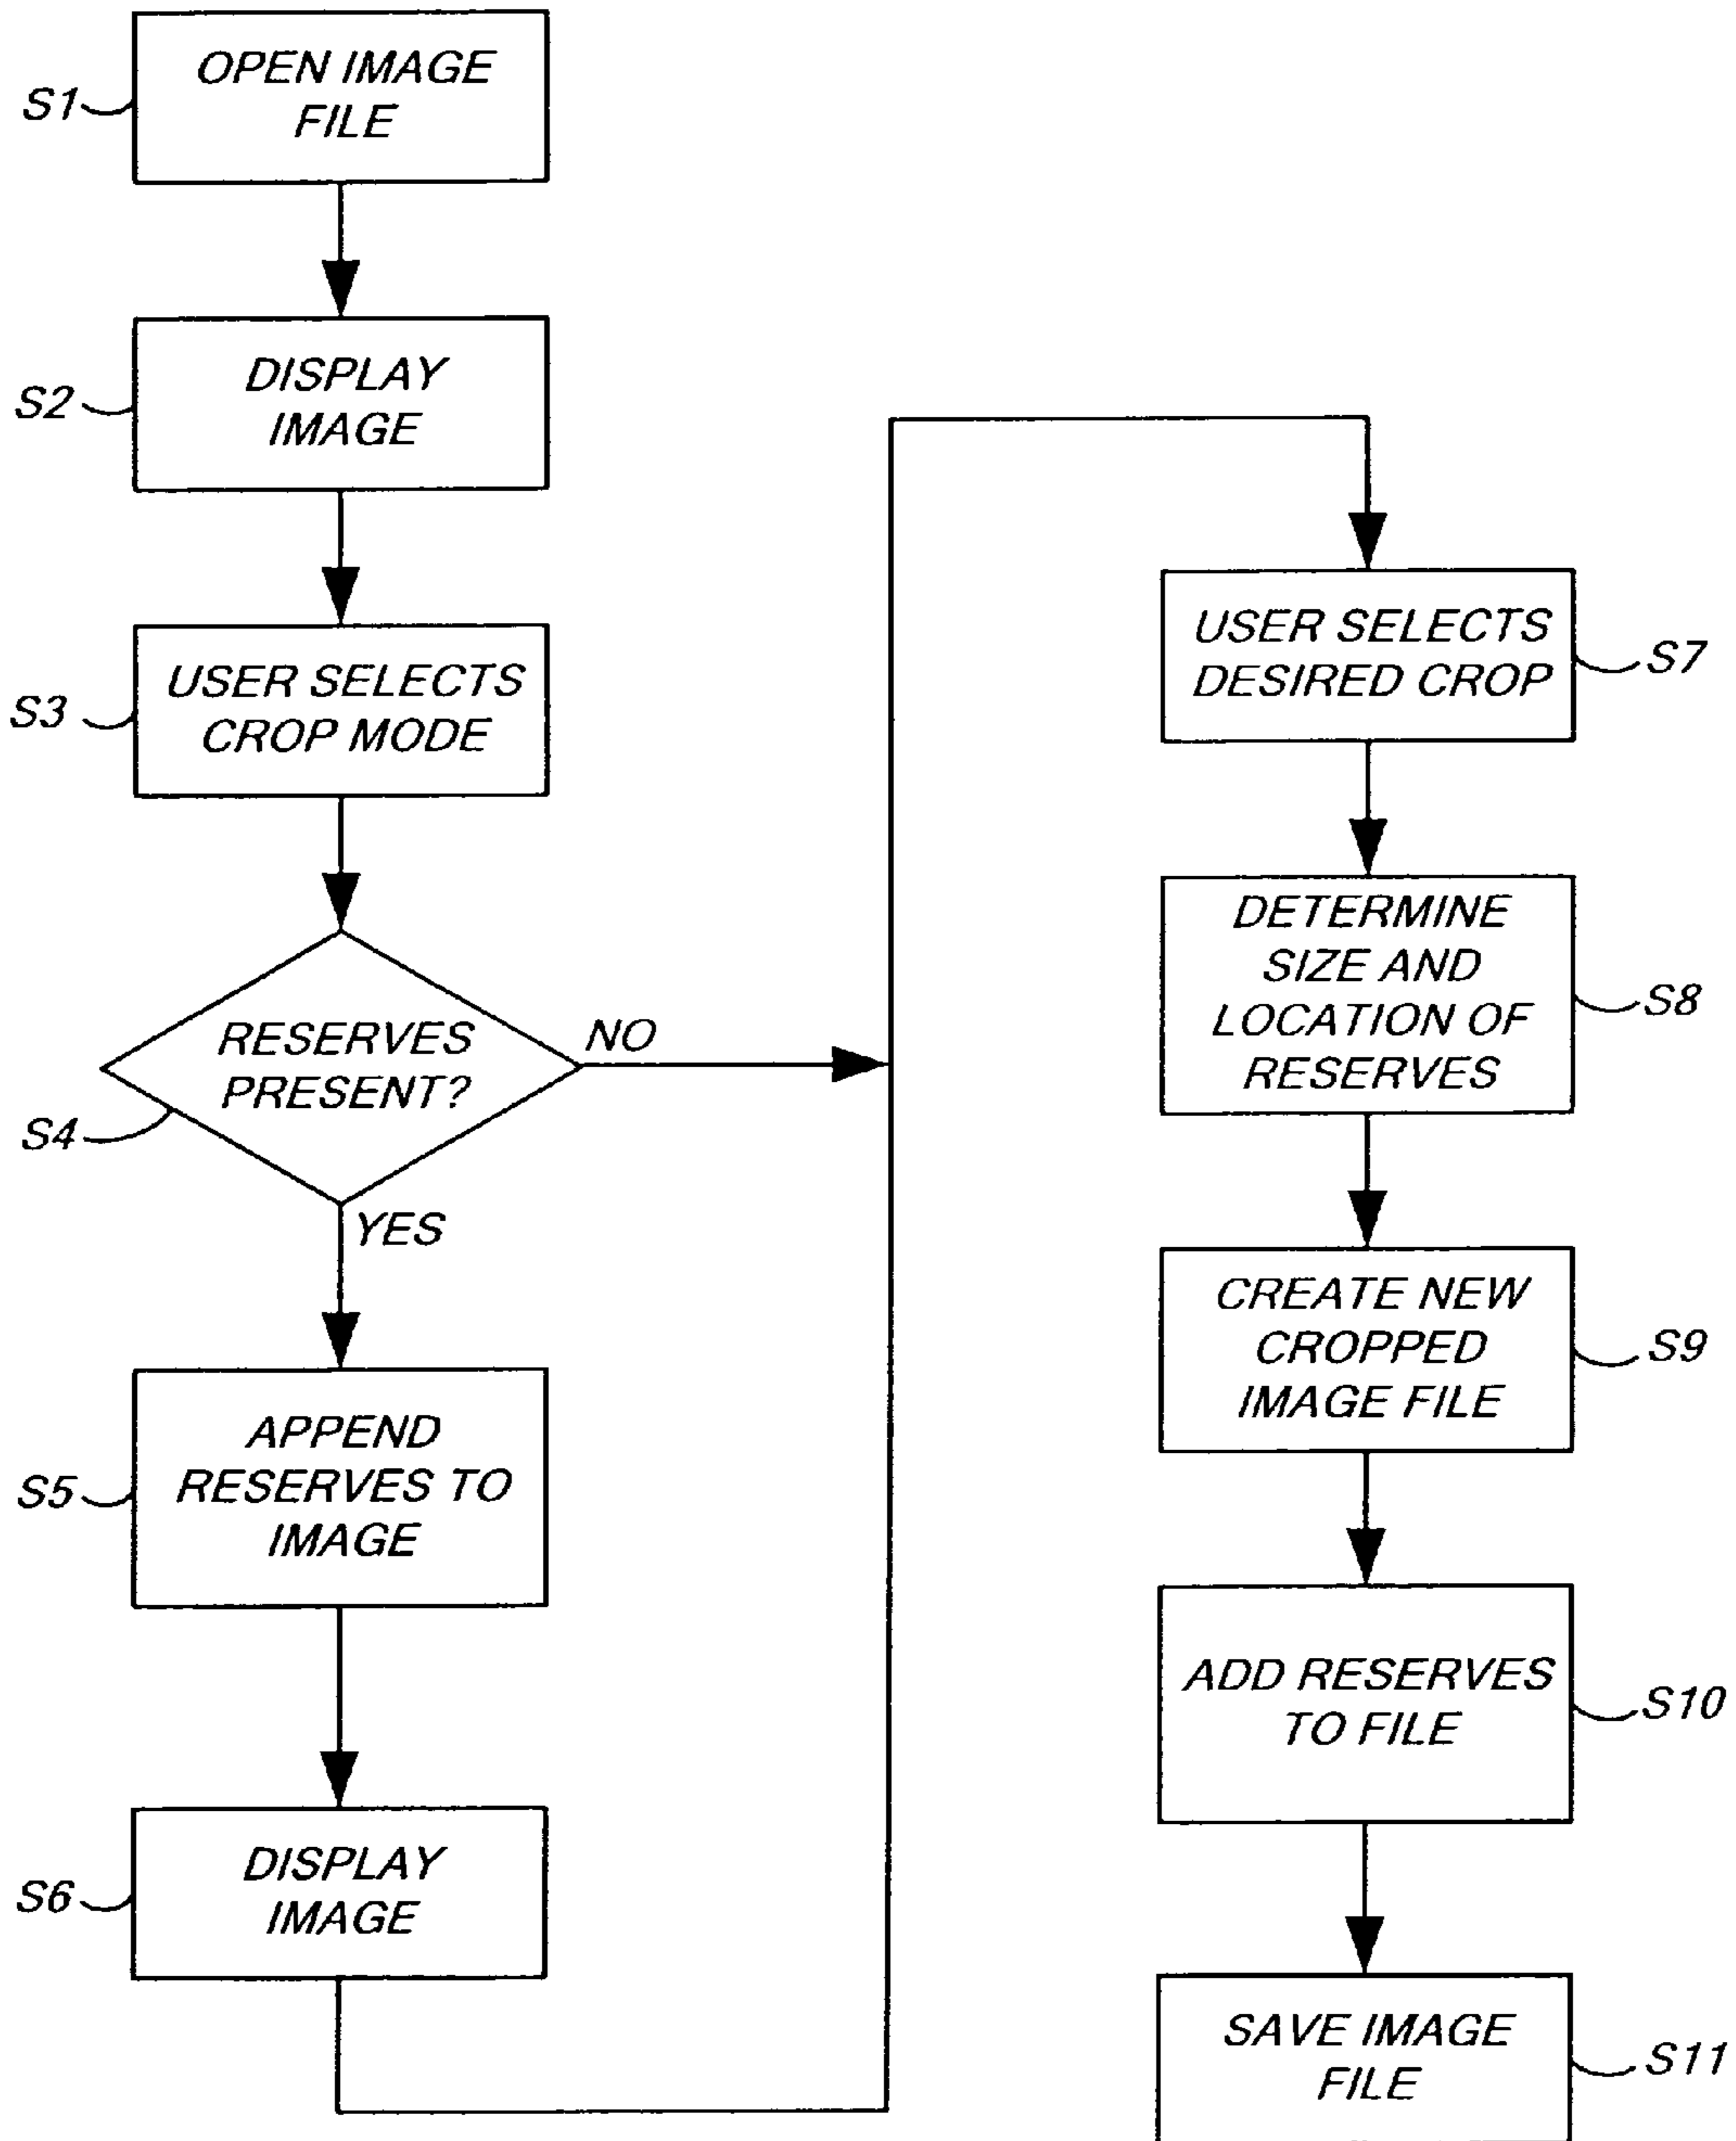 S1
OPEN IMAGE
FILE
S2
DISPLAY
IMAGE
S3
USER SELECTS
CROP MODE
S4
RESERVES
PRESENT?
NO
YES
S5
APPEND
RESERVES TO
IMAGE
S6
DISPLAY
IMAGE
USER SELECTS
DESIRED CROP
S7
DETERMINE
SIZE AND
LOCATION OF
RESERVES
S8
CREATE NEW
CROPPED
IMAGE FILE
S9
ADD RESERVES
TO FILE
S10
SAVE IMAGE
FILE
S11